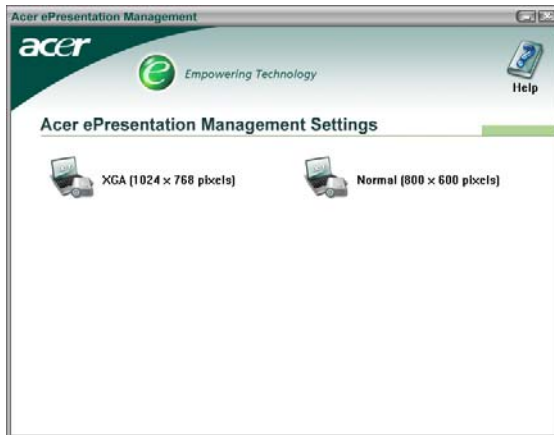 Acer ePresentation Management
acer
e Empowering Technology
Help
Acer ePresentation Management Settings
XGA (1024 x 768 pixels)
Normal (800 x 600 pixels)